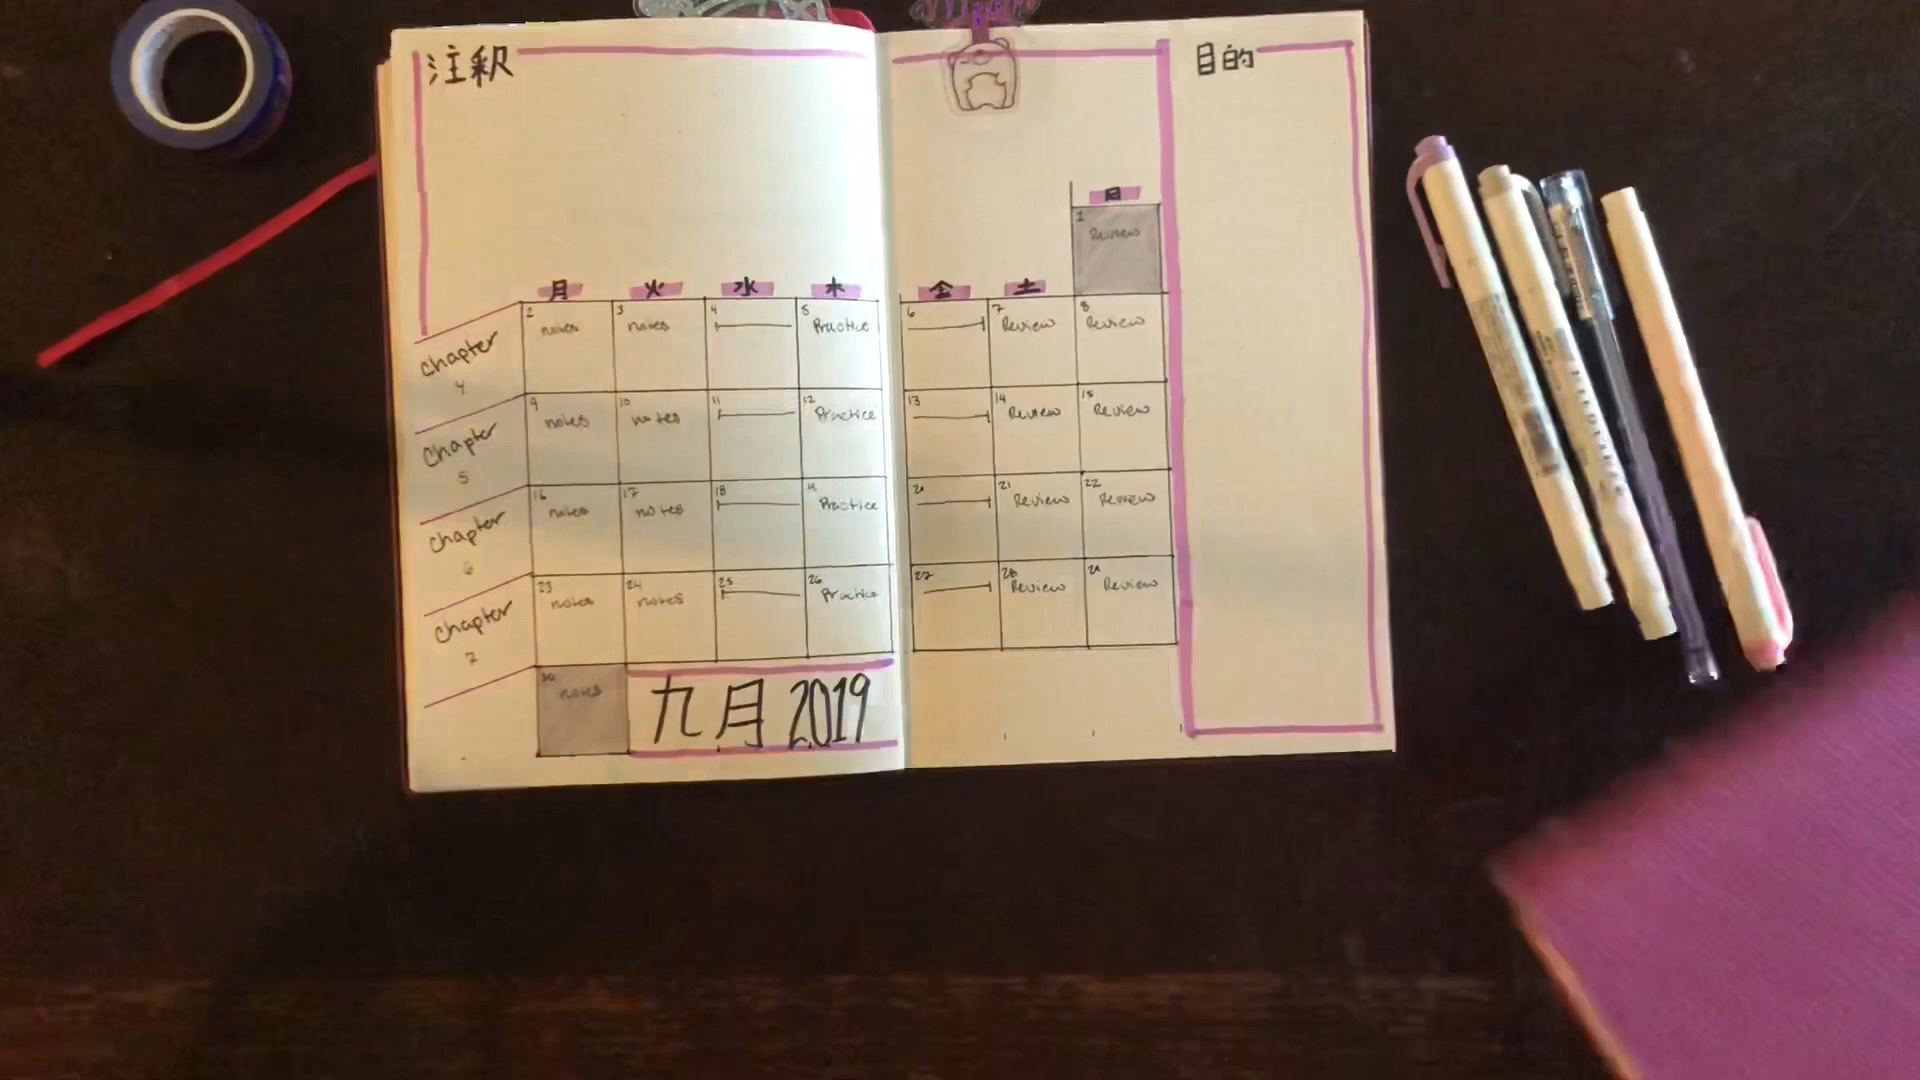 注釈
目的
日
1
Review
月 火 水 木 金 土
Chapter 4
2 notes
3 notes
4
5 Practice
6
7 Review
8 Review
Chapter 5
9 notes
10 notes
11
12 Practice
13
14 Review
15 Review
Chapter 6
16 notes
17 notes
18
Practice
20
21 Review
22 Review
Chapter 7
23 notes
24 notes
25
26 Practice
27
28 Review
29 Review
30 notes
九月 2019